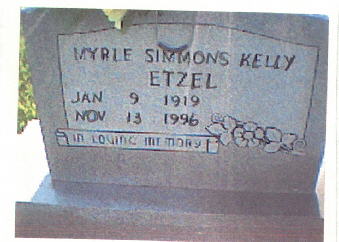 MYRLE SIMMONS KELLY
ETZEL
JAN 9 1919
NOV 13 1996
IN LOVING MEMORY